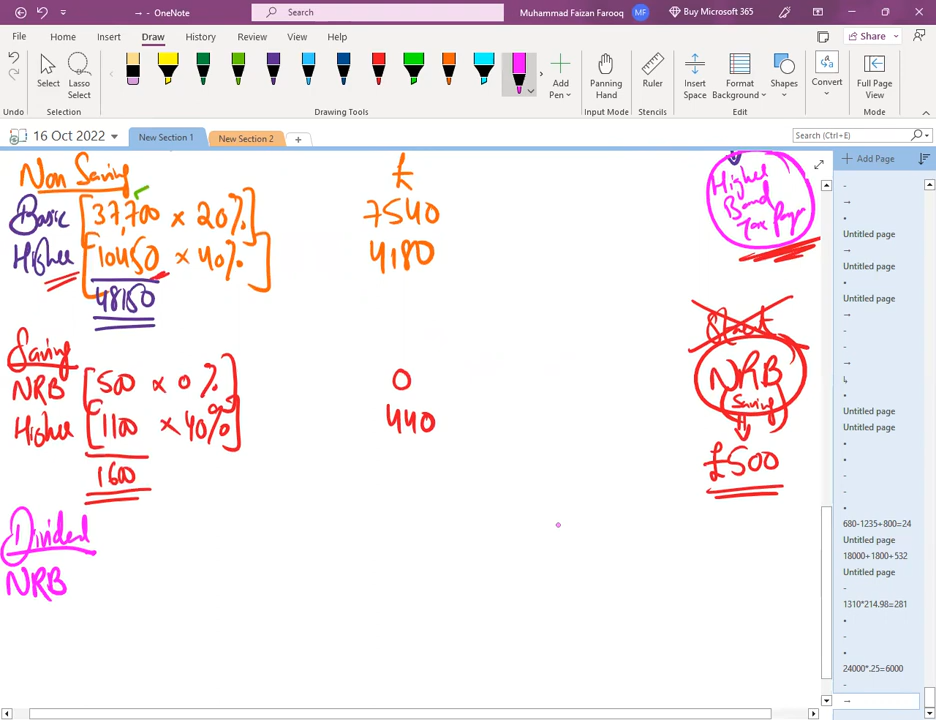 → - OneNote
Search
Muhammad Faizan Farooq
MF
Buy Microsoft 365
File
Home
Insert
Draw
History
Review
View
Help
Share
Undo
Select
Lasso Select
Add Pen
Panning Hand
Ruler
Insert Space
Format Background
Shapes
Convert
Full Page View
Undo
Selection
Drawing Tools
Input Mode
Stencils
Edit
Mode
16 Oct 2022
New Section 1
New Section 2
+
Search (Ctrl+E)
Add Page
Non Saving
£
Basic [37,700 x 20%] 7540
Higher [10450 x 40%] 4180
48150
Higher
Band
Tax Payer
Saving
NRB [500 x 0%] 0
Higher [1100 x 40%] 440
1600
NRB
Saving
£500
Dividend
NRB
Untitled page
Untitled page
Untitled page
Untitled page
Untitled page
680-1235+800=24
Untitled page
18000+1800+532
Untitled page
1310*214.98=281
24000*.25=6000